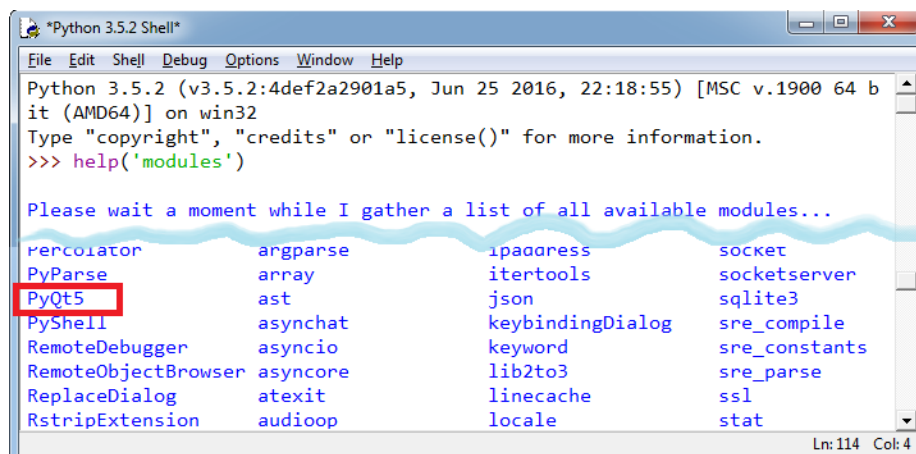 *Python 3.5.2 Shell*
File Edit Shell Debug Options Window Help
Python 3.5.2 (v3.5.2:4def2a2901a5, Jun 25 2016, 22:18:55) [MSC v.1900 64 b
it (AMD64)] on win32
Type "copyright", "credits" or "license()" for more information.
>>> help('modules')
Please wait a moment while I gather a list of all available modules...
Percolator argparse ipaddress socket
PyParse array itertools socketserver
PyQt5 ast json sqlite3
PyShell asynchat keybindingDialog sre_compile
RemoteDebugger asyncio keyword sre_constants
RemoteObjectBrowser asyncore lib2to3 sre_parse
ReplaceDialog atexit linecache ssl
RstripExtension audioop locale stat
Ln: 114 Col: 4